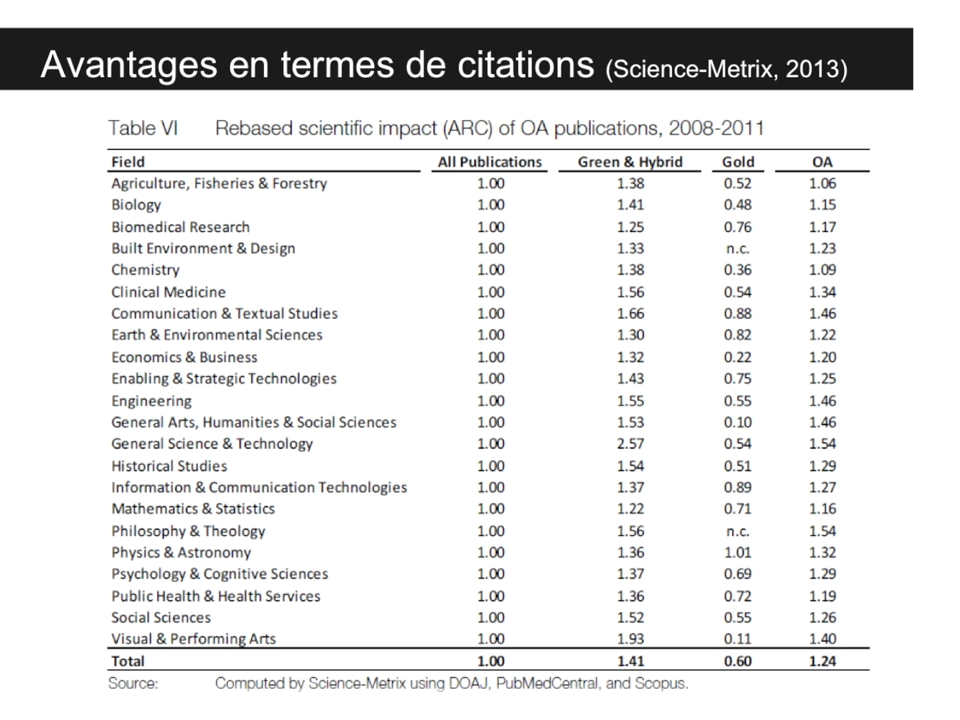 Avantages en termes de citations (Science-Metrix, 2013)
Table VI Rebased scientific impact (ARC) of OA publications, 2008-2011
Field All Publications Green & Hybrid Gold OA
Agriculture, Fisheries & Forestry 1.00 1.38 0.52 1.06
Biology 1.00 1.41 0.48 1.15
Biomedical Research 1.00 1.25 0.76 1.17
Built Environment & Design 1.00 1.33 n.c. 1.23
Chemistry 1.00 1.38 0.36 1.09
Clinical Medicine 1.00 1.56 0.54 1.34
Communication & Textual Studies 1.00 1.66 0.88 1.46
Earth & Environmental Sciences 1.00 1.30 0.82 1.22
Economics & Business 1.00 1.32 0.22 1.20
Enabling & Strategic Technologies 1.00 1.43 0.75 1.25
Engineering 1.00 1.55 0.55 1.46
General Arts, Humanities & Social Sciences 1.00 1.53 0.10 1.46
General Science & Technology 1.00 2.57 0.54 1.54
Historical Studies 1.00 1.54 0.51 1.29
Information & Communication Technologies 1.00 1.37 0.89 1.27
Mathematics & Statistics 1.00 1.22 0.71 1.16
Philosophy & Theology 1.00 1.56 n.c. 1.54
Physics & Astronomy 1.00 1.36 1.01 1.32
Psychology & Cognitive Sciences 1.00 1.37 0.69 1.29
Public Health & Health Services 1.00 1.36 0.72 1.19
Social Sciences 1.00 1.52 0.55 1.26
Visual & Performing Arts 1.00 1.93 0.11 1.40
Total 1.00 1.41 0.60 1.24
Source: Computed by Science-Metrix using DOAJ, PubMedCentral, and Scopus.